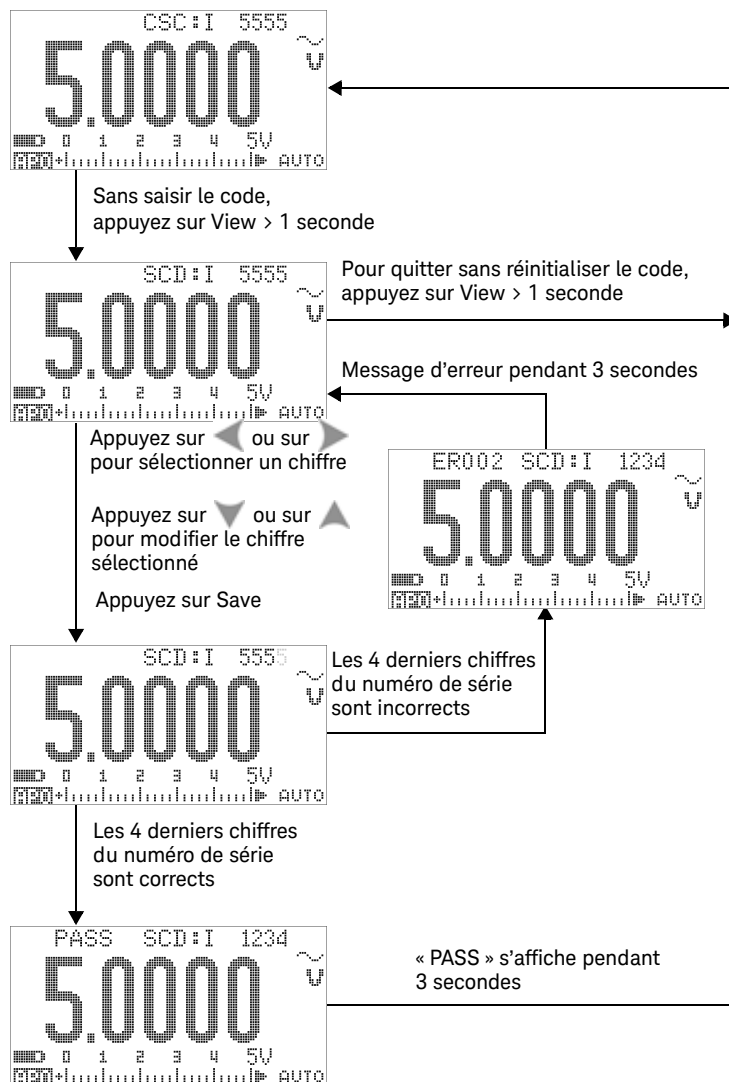 CSC:I 5555
5.0000 V
0 1 2 3 4 5V
APO AUTO
Sans saisir le code,
appuyez sur View > 1 seconde
SCD:I 5555
5.0000 V
0 1 2 3 4 5V
APO AUTO
Pour quitter sans réinitialiser le code,
appuyez sur View > 1 seconde
Message d'erreur pendant 3 secondes
Appuyez sur ou sur
pour sélectionner un chiffre
Appuyez sur ou sur
pour modifier le chiffre
sélectionné
Appuyez sur Save
ER002 SCD:I 1234
5.0000 V
0 1 2 3 4 5V
APO AUTO
SCD:I 5555
5.0000 V
0 1 2 3 4 5V
APO AUTO
Les 4 derniers chiffres
du numéro de série
sont incorrects
Les 4 derniers chiffres
du numéro de série
sont corrects
PASS SCD:I 1234
5.0000 V
0 1 2 3 4 5V
APO AUTO
« PASS » s’affiche pendant
3 secondes